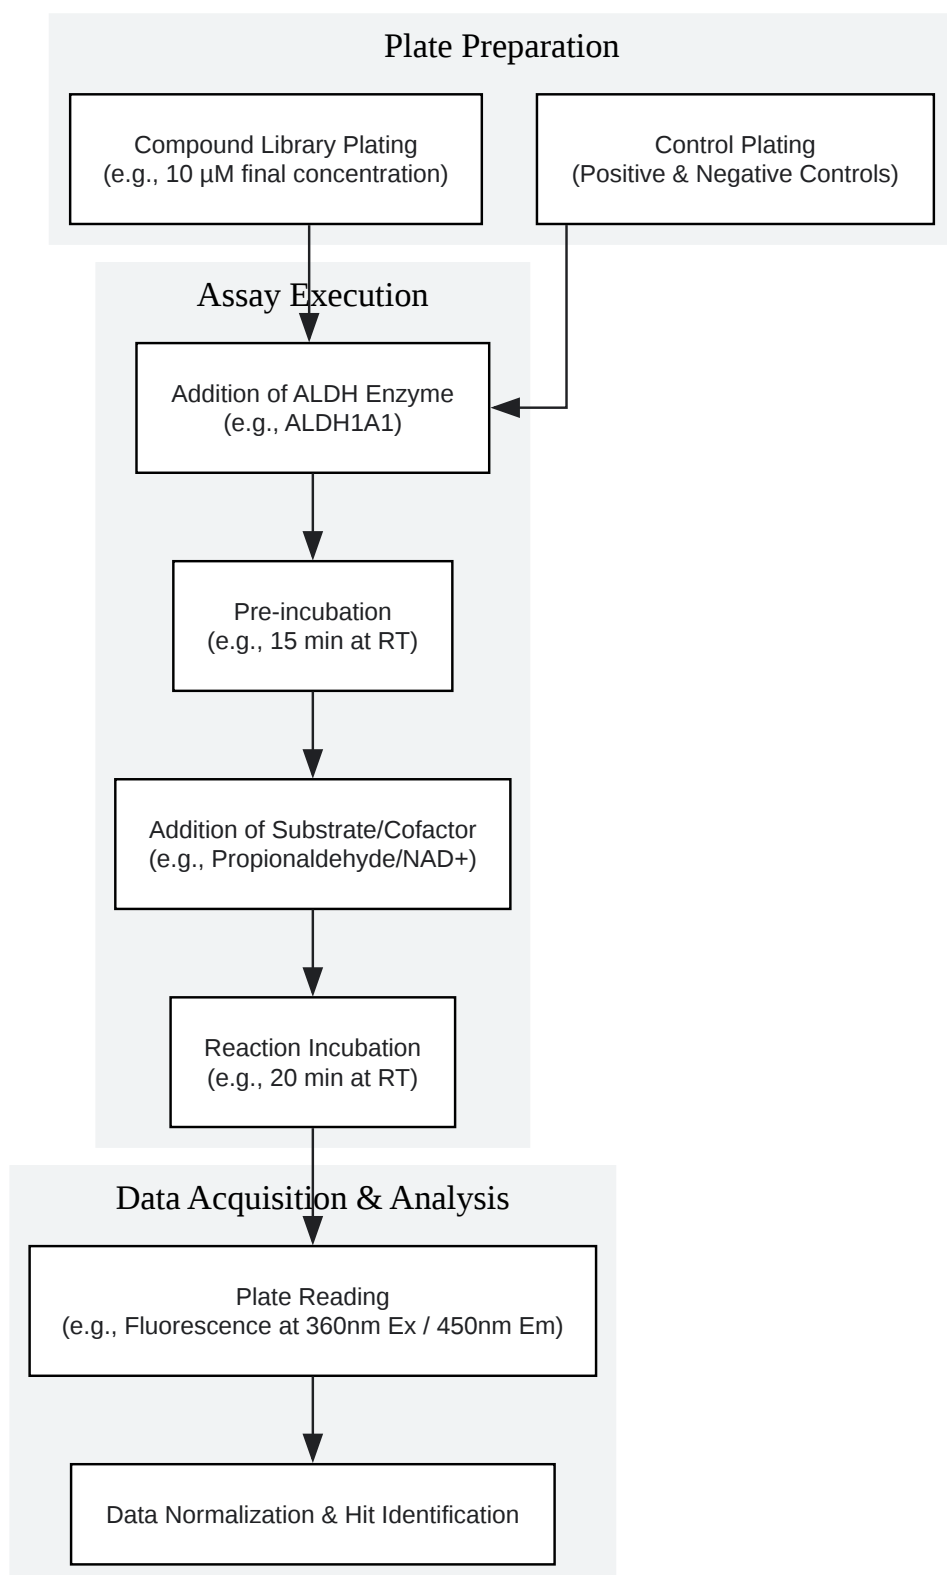 Plate Preparation
Compound Library Plating
(e.g., 10 µM final concentration)
Control Plating
(Positive & Negative Controls)
Assay Execution
Addition of ALDH Enzyme
(e.g., ALDH1A1)
Pre-incubation
(e.g., 15 min at RT)
Addition of Substrate/Cofactor
(e.g., Propionaldehyde/NAD+)
Reaction Incubation
(e.g., 20 min at RT)
Data Acquisition & Analysis
Plate Reading
(e.g., Fluorescence at 360nm Ex / 450nm Em)
Data Normalization & Hit Identification